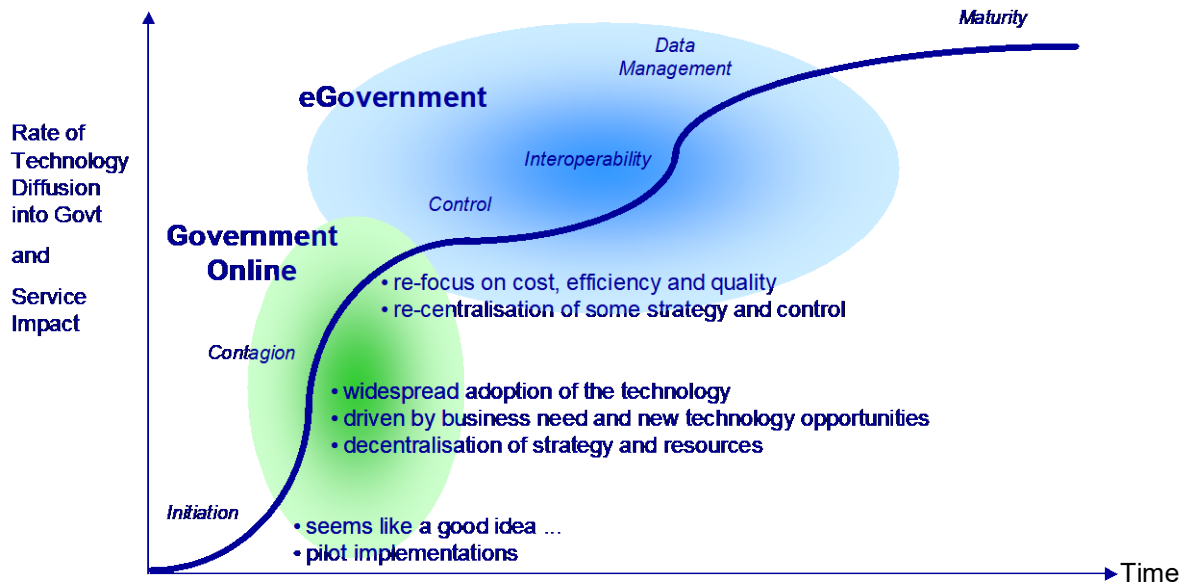 Maturity
Data
Management
eGovernment
Rate of
Technology
Diffusion
into Govt
and
Service
Impact
Interoperability
Control
Government
Online
• re-focus on cost, efficiency and quality
• re-centralisation of some strategy and control
Contagion
• widespread adoption of the technology
• driven by business need and new technology opportunities
• decentralisation of strategy and resources
Initiation
• seems like a good idea ...
• pilot implementations
Time